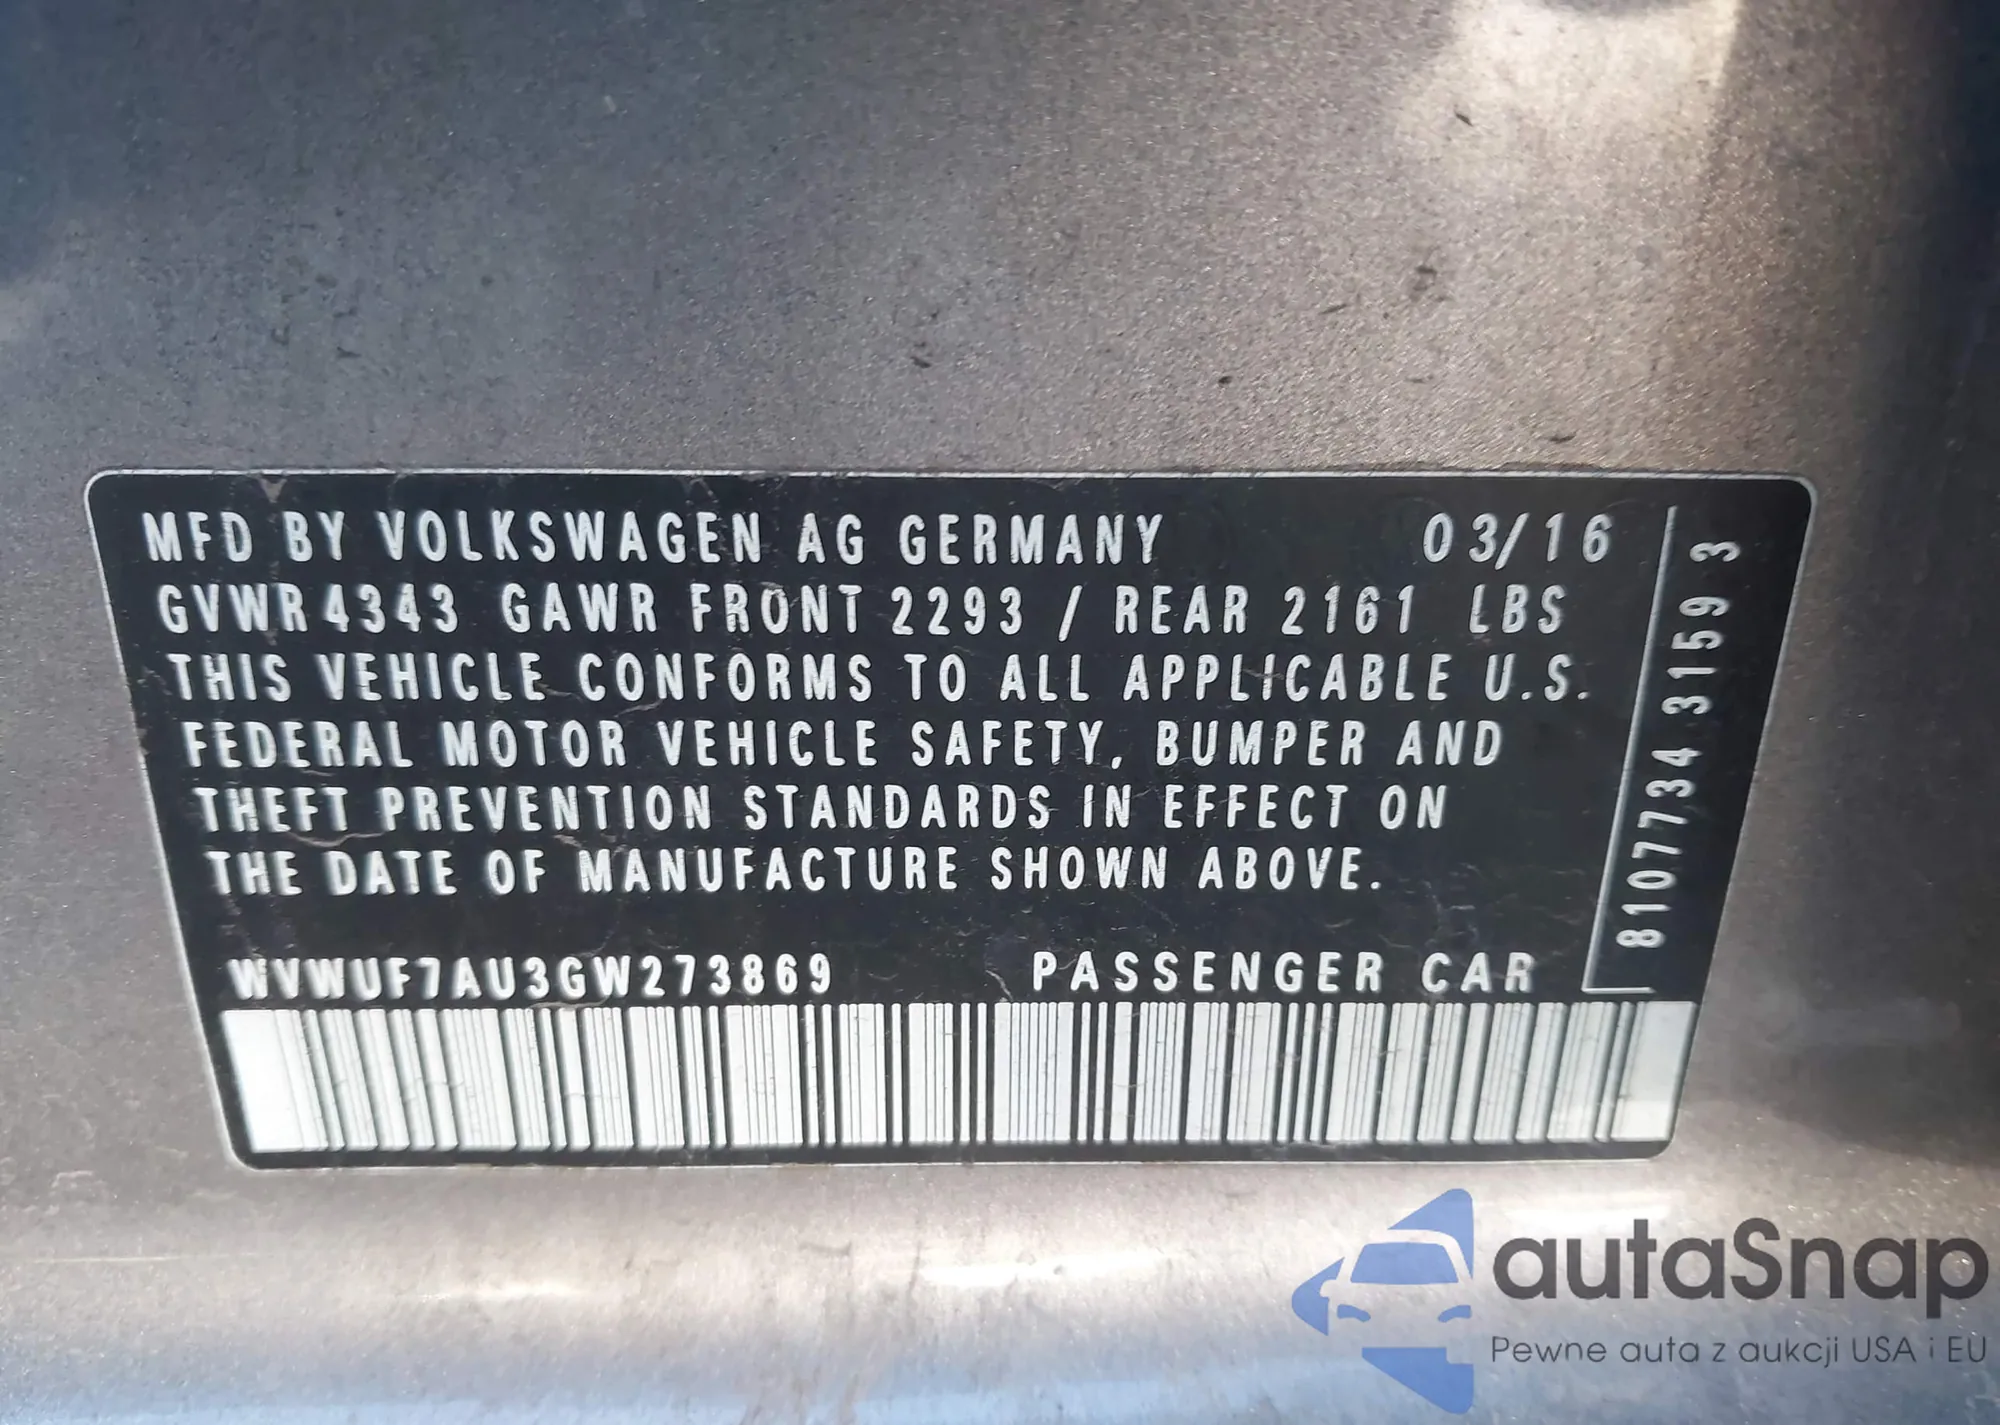 MFD BY VOLKSWAGEN AG GERMANY 03/16
GVWR 4343 GAWR FRONT 2293 / REAR 2161 LBS
THIS VEHICLE CONFORMS TO ALL APPLICABLE U.S.
FEDERAL MOTOR VEHICLE SAFETY, BUMPER AND
THEFT PREVENTION STANDARDS IN EFFECT ON
THE DATE OF MANUFACTURE SHOWN ABOVE.
WVWUF7AU3GW273869 PASSENGER CAR
8107734 3159 3
autaSnap
Pewne auta z aukcji USA i EU